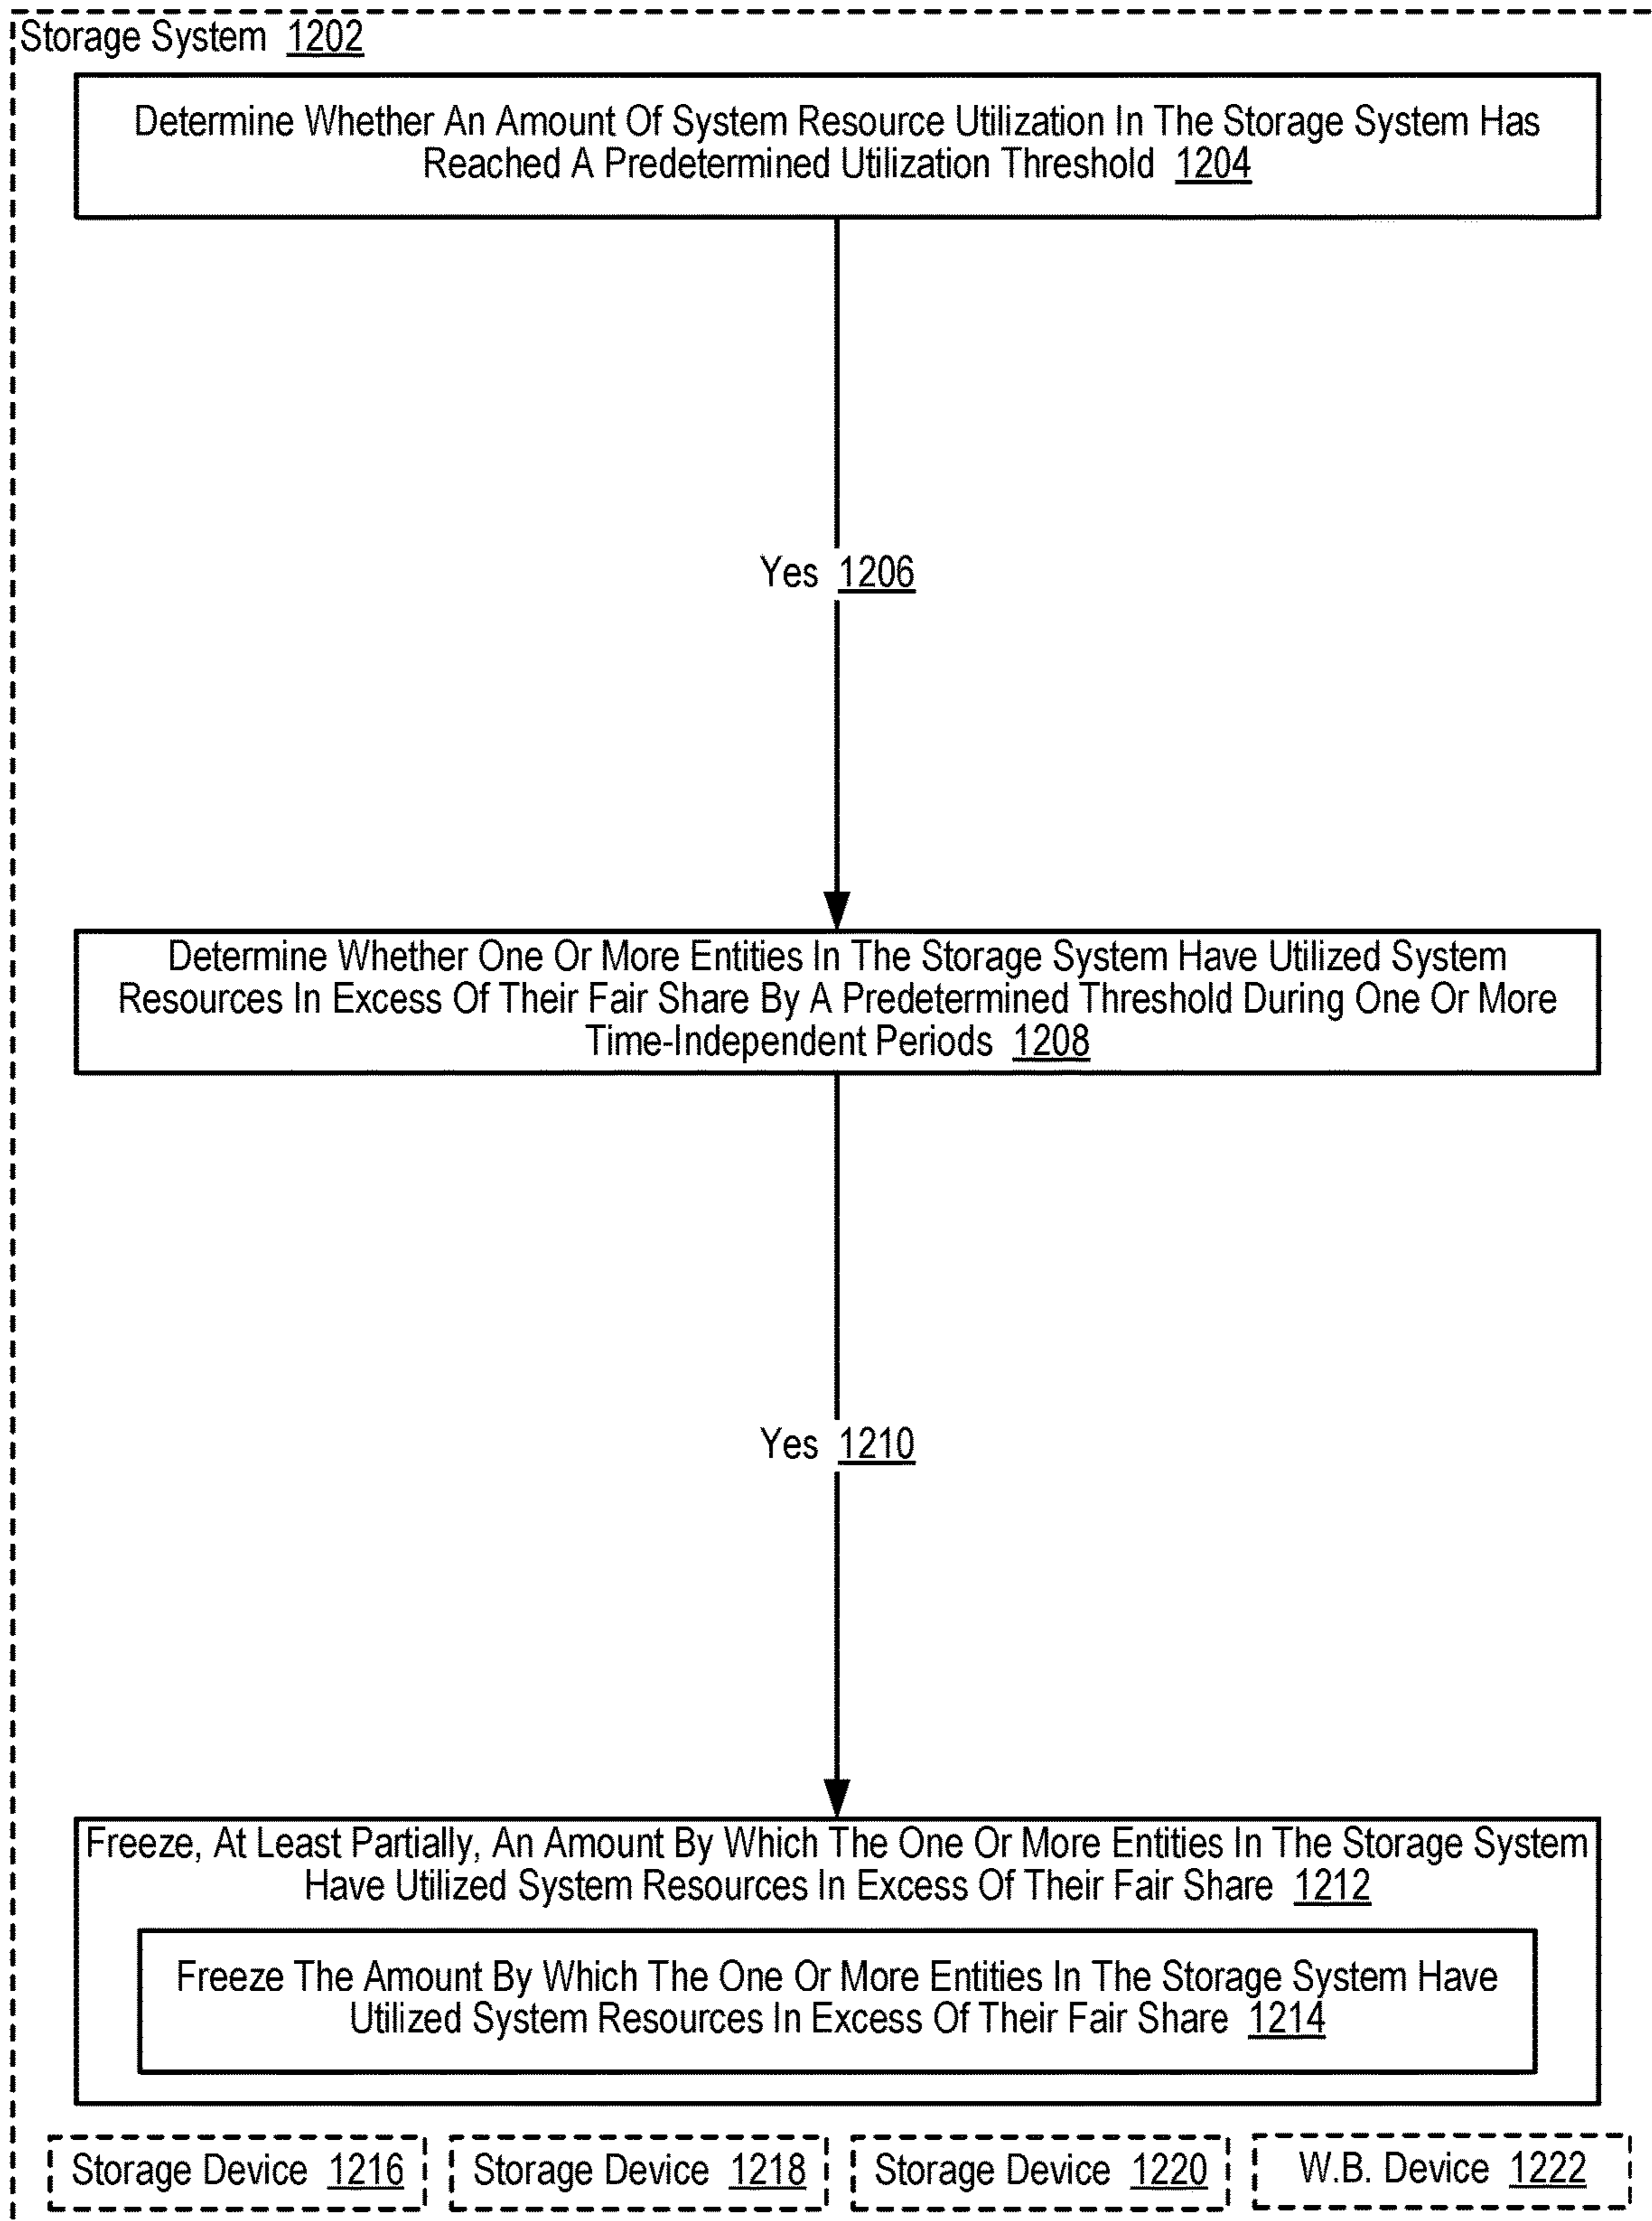 Storage System 1202
Determine Whether An Amount Of System Resource Utilization In The Storage System Has
Reached A Predetermined Utilization Threshold 1204
Yes 1206
Determine Whether One Or More Entities In The Storage System Have Utilized System
Resources In Excess Of Their Fair Share By A Predetermined Threshold During One Or More
Time-Independent Periods 1208
Yes 1210
Freeze, At Least Partially, An Amount By Which The One Or More Entities In The Storage System
Have Utilized System Resources In Excess Of Their Fair Share 1212
Freeze The Amount By Which The One Or More Entities In The Storage System Have
Utilized System Resources In Excess Of Their Fair Share 1214
Storage Device 1216
Storage Device 1218
Storage Device 1220
W.B. Device 1222